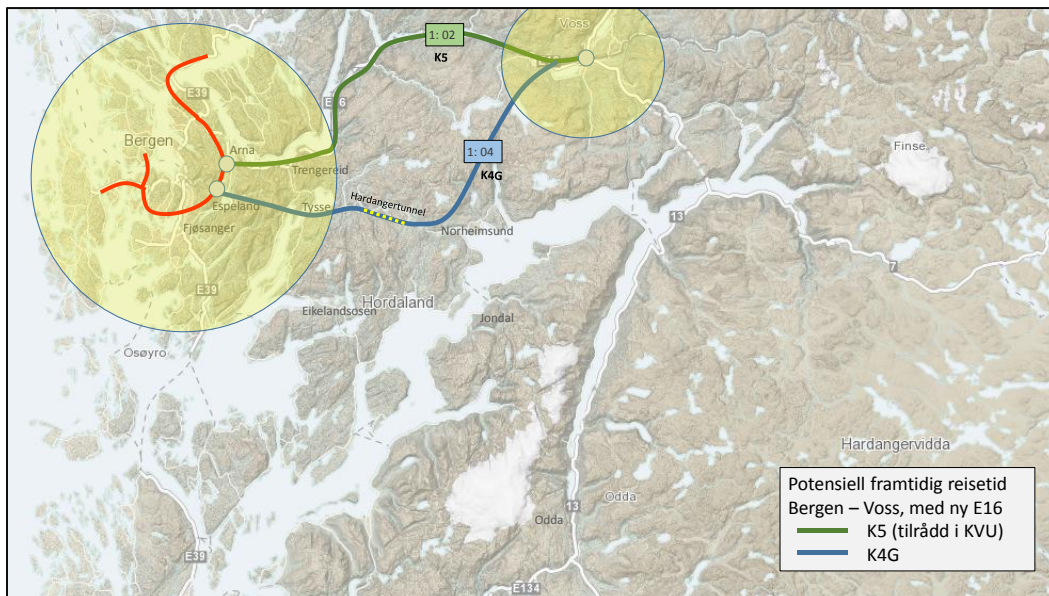 Voss
1: 02
K5
E39
E16
Bergen
Arna
1: 04
K4G
Finse
Trengereid
Hardangertunnel
Espeland
Tysse
Fjøsanger
Norheimsund
13
7
E39
Hordaland
Eikelandsosen
Jondal
Osøyro
Hardangervidda
Potensiell framtidig reisetid
Bergen – Voss, med ny E16
K5 (tilrådd i KVU)
K4G
Odda
13
Odda
E39
E134